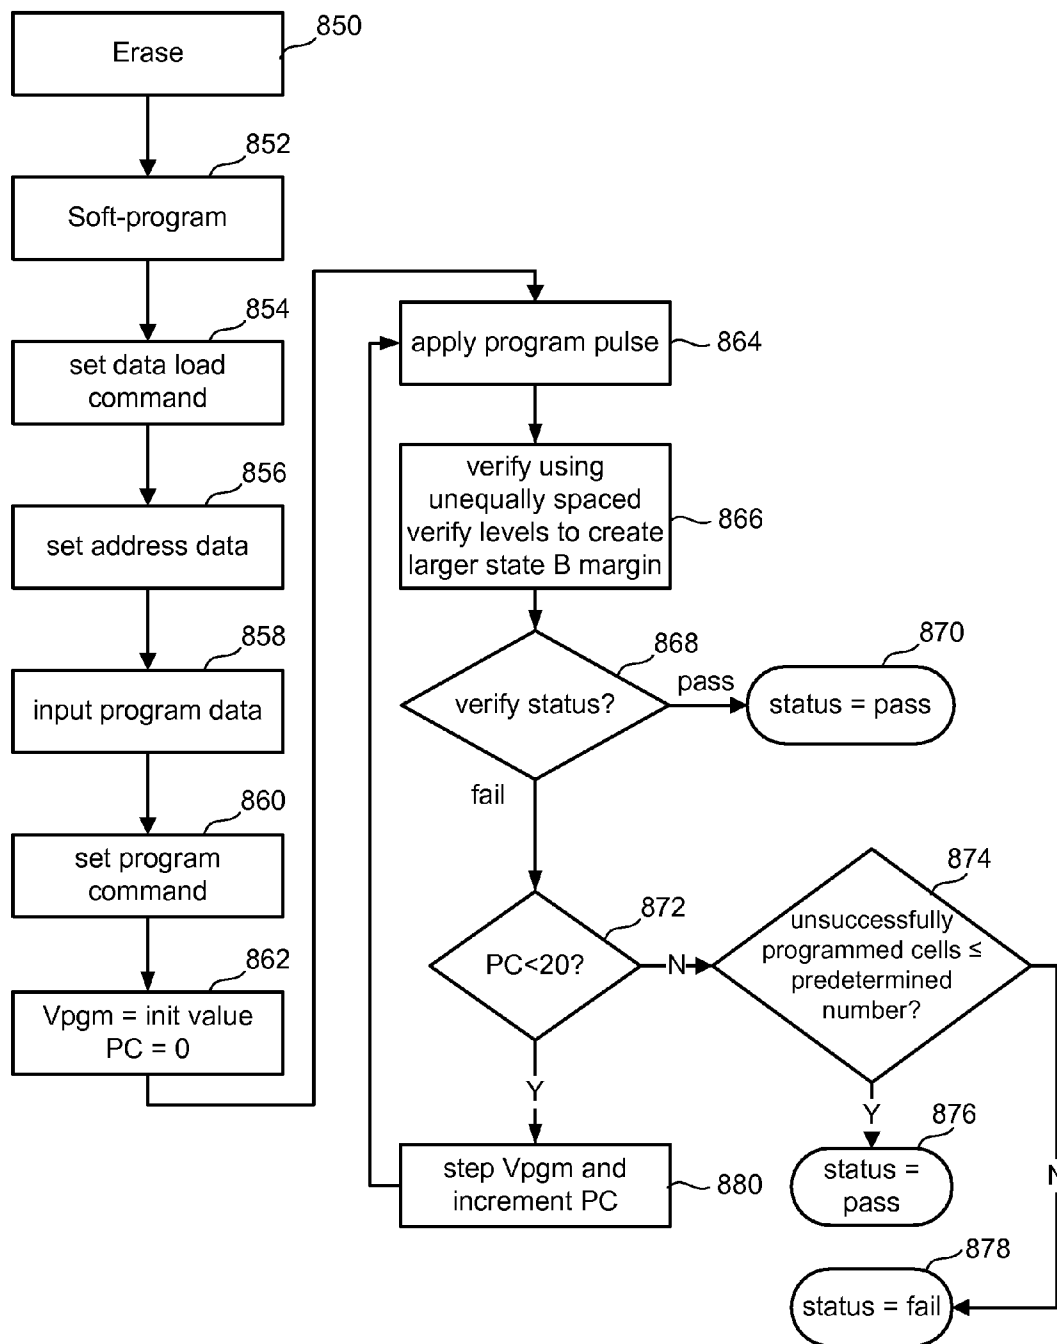 Erase
850
Soft-program
852
set data load
command
854
set address data
856
input program data
858
set program
command
860
Vpgm = init value
PC = 0
862
apply program pulse
864
verify using
unequally spaced
verify levels to create
larger state B margin
866
verify status?
868
pass
status = pass
870
fail
PC<20?
872
N
unsuccessfully
programmed cells ≤
predetermined
number?
874
Y
Y
status =
pass
876
N
step Vpgm and
increment PC
880
status = fail
878